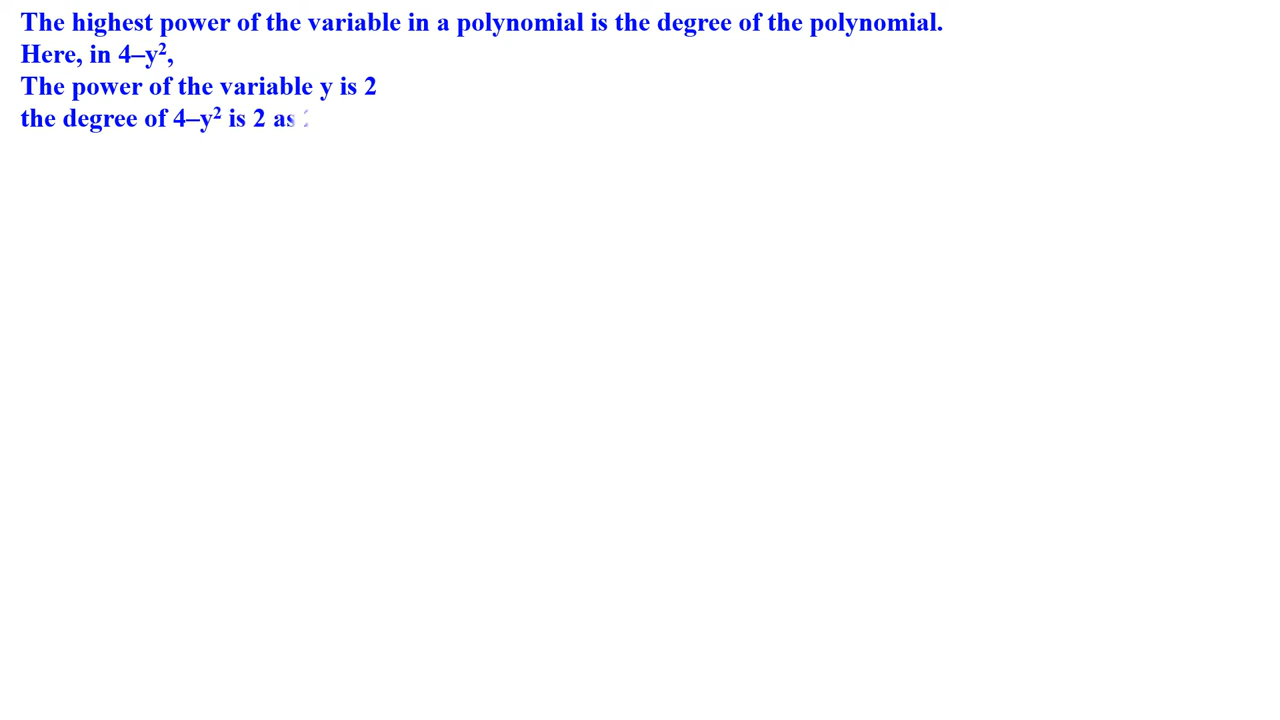 The highest power of the variable in a polynomial is the degree of the polynomial.
Here, in 4–y²,
The power of the variable y is 2
the degree of 4–y² is 2 as